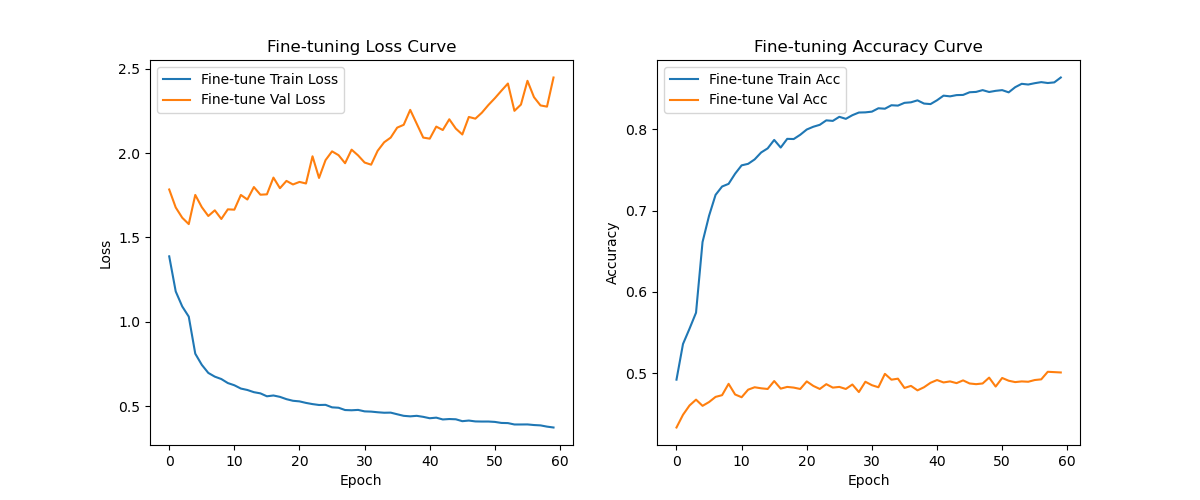 Fine-tuning Loss Curve
Fine-tune Train Loss
Fine-tune Val Loss
2.5
2.0
1.5
1.0
0.5
Loss
0 10 20 30 40 50 60
Epoch
Fine-tuning Accuracy Curve
Fine-tune Train Acc
Fine-tune Val Acc
0.8
0.7
0.6
0.5
Accuracy
0 10 20 30 40 50 60
Epoch